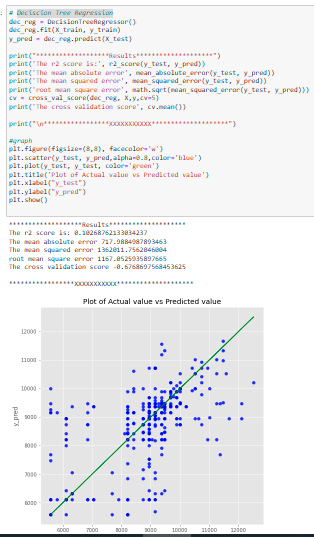 # Decision Tree Regression
dec_reg = DecisionTreeRegressor()
dec_reg.fit(X_train, y_train)
y_pred = dec_reg.predict(X_test)
print("*******************Results*******************")
print('The r2 score is:', r2_score(y_test, y_pred))
print('The mean absolute error', mean_absolute_error(y_test, y_pred))
print('The mean squared error', mean_squared_error(y_test, y_pred))
print('root mean square error', math.sqrt(mean_squared_error(y_test, y_pred)))
cv = cross_val_score(dec_reg, X,y,cv=5)
print('The cross validation score', cv.mean())
print("\n*****************XXXXXXXXXXX*******************")
#graph
plt.figure(figsize=(8,8), facecolor='w')
plt.scatter(y_test, y_pred,alpha=0.8,color='blue')
plt.plot(y_test, y_test, color='green')
plt.title('Plot of Actual value vs Predicted value')
plt.xlabel("y_test")
plt.ylabel("y_pred")
plt.show()
*******************Results*******************
The r2 score is: 0.10268762133034237
The mean absolute error 717.9884987893463
The mean squared error 1362011.7562046004
root mean square error 1167.0525935897665
The cross validation score -0.6768697568453625
*****************XXXXXXXXXXX*******************
Plot of Actual value vs Predicted value
12000
11000
10000
9000
8000
7000
6000
y_pred
6000 7000 8000 9000 10000 11000 12000